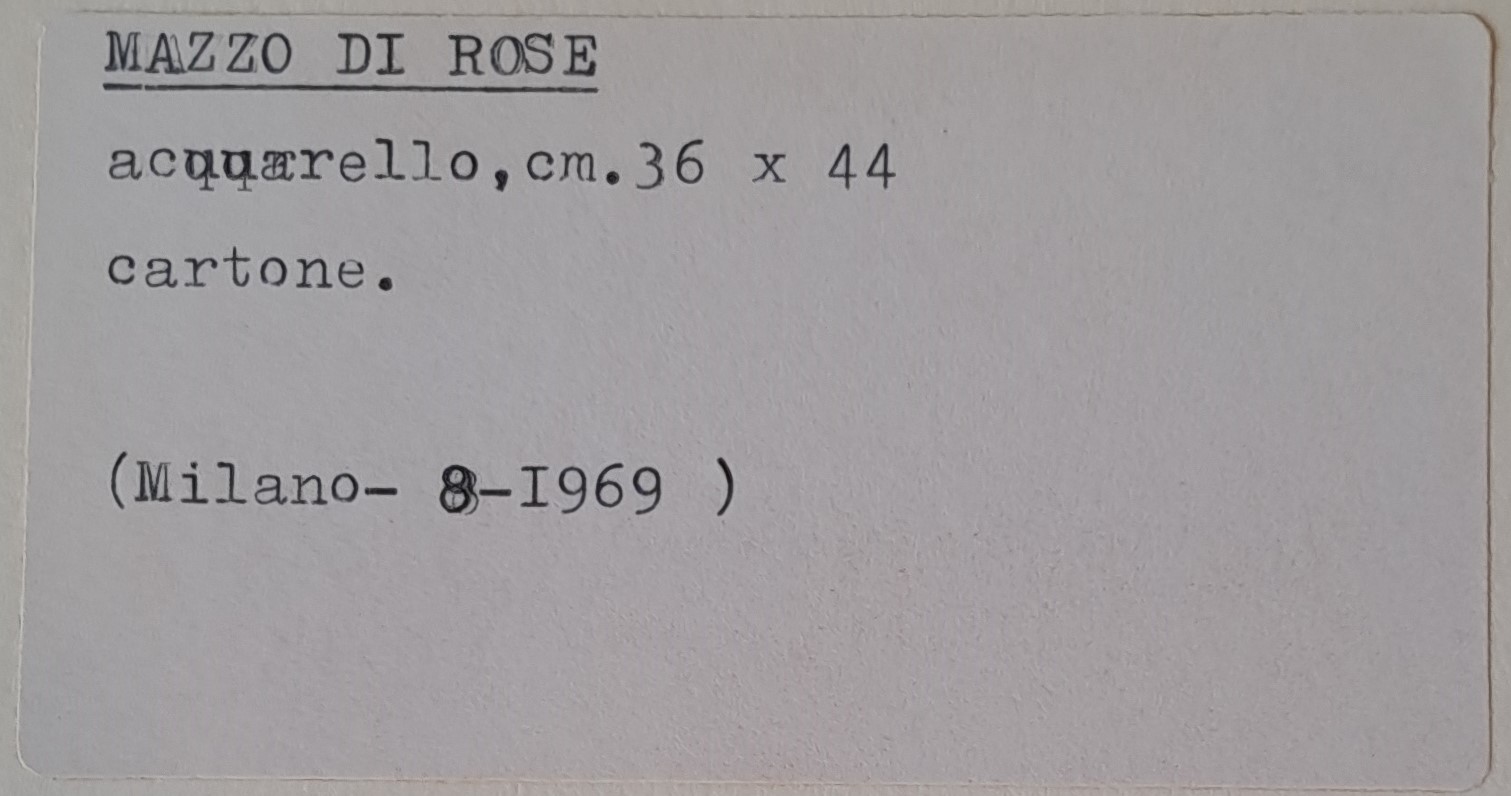 MAZZO DI ROSE
acquarello,cm.36 x 44
cartone.
(Milano- 8-I969 )